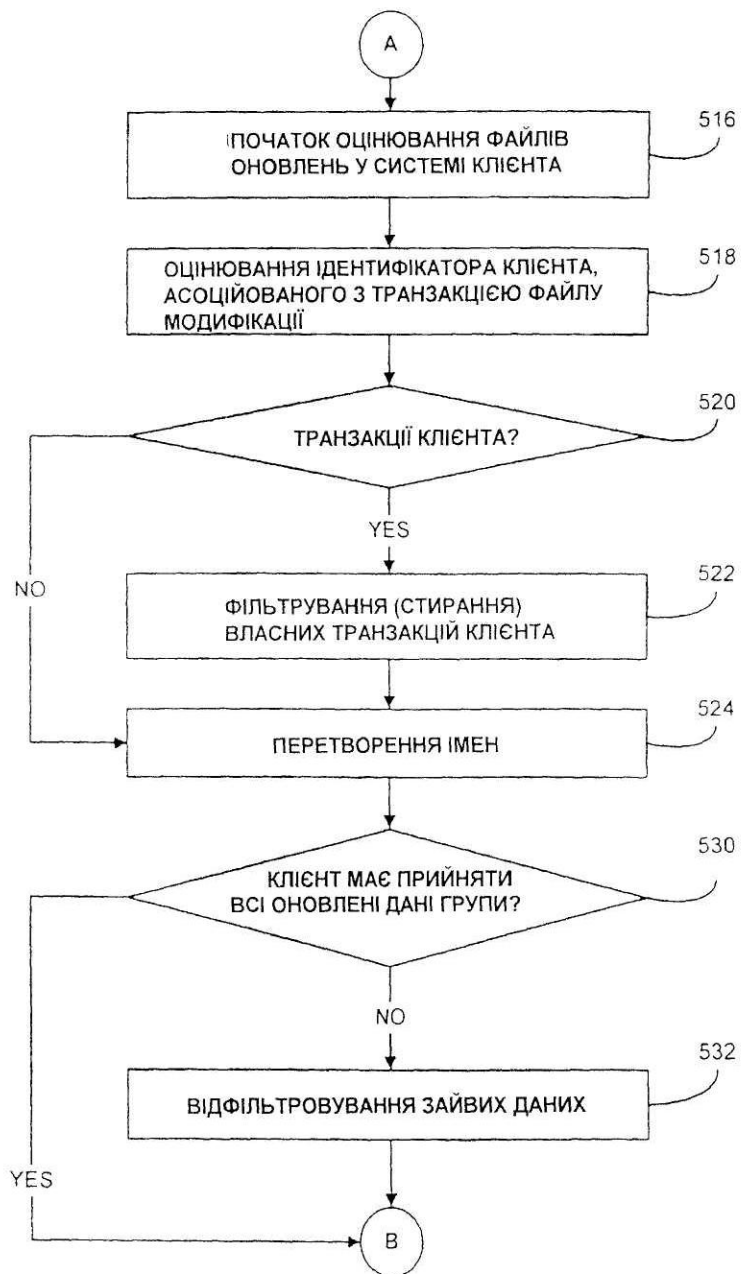 A
ПОЧАТОК ОЦІНЮВАННЯ ФАЙЛІВ
ОНОВЛЕНЬ У СИСТЕМІ КЛІЄНТА
516
ОЦІНЮВАННЯ ІДЕНТИФІКАТОРА КЛІЄНТА,
АСОЦІЙОВАНОГО З ТРАНЗАКЦІЄЮ ФАЙЛУ
МОДИФІКАЦІЇ
518
ТРАНЗАКЦІЇ КЛІЄНТА?
520
YES
NO
ФІЛЬТРУВАННЯ (СТИРАННЯ)
ВЛАСНИХ ТРАНЗАКЦІЙ КЛІЄНТА
522
ПЕРЕТВОРЕННЯ ІМЕН
524
КЛІЄНТ МАЄ ПРИЙНЯТИ
ВСІ ОНОВЛЕНІ ДАНІ ГРУПИ?
530
NO
ВІДФІЛЬТРОВУВАННЯ ЗАЙВИХ ДАНИХ
532
YES
B